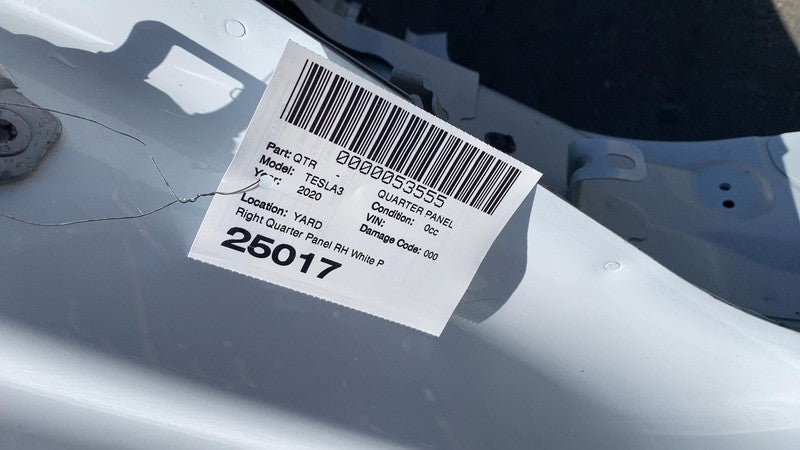 0000053555
Part: QTR - QUARTER PANEL
Model: TESLA3 Condition: 0cc
Year: 2020 VIN:
Damage Code: 000
Location: YARD
Right Quarter Panel RH White P
25017